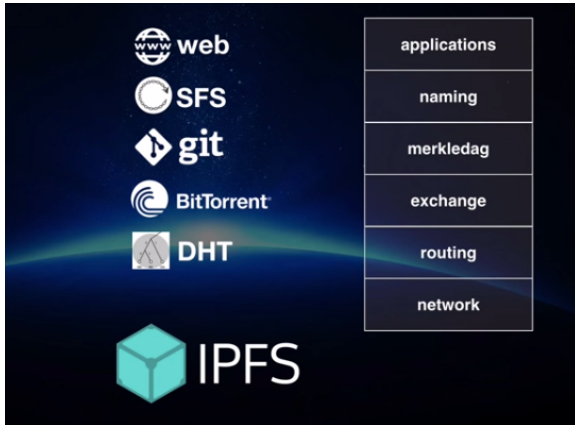 www
web
SFS
git
BitTorrent
DHT
IPFS
applications
naming
merkledag
exchange
routing
network